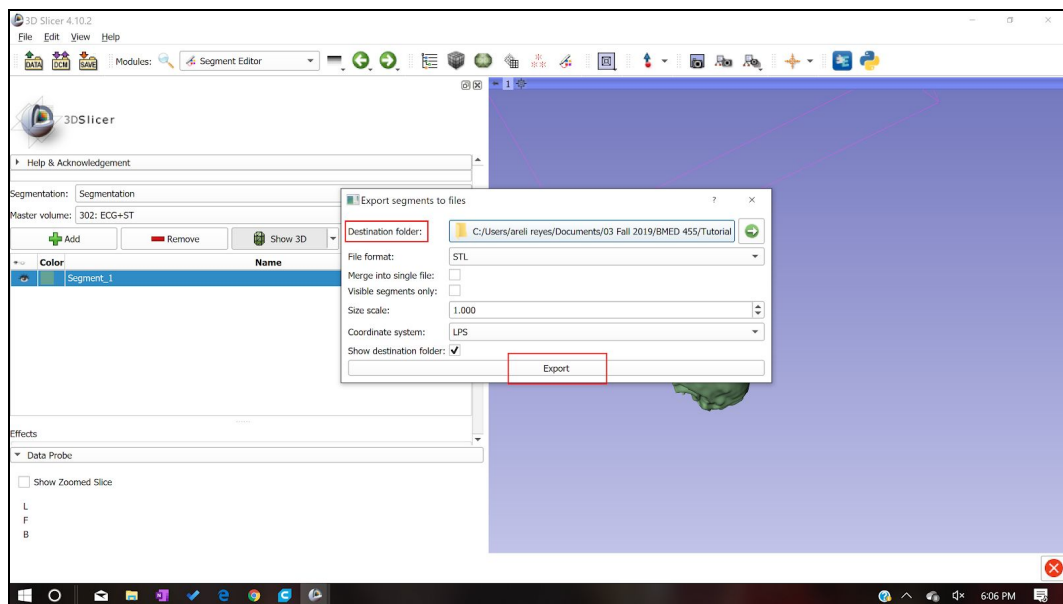 3D Slicer 4.10.2
File Edit View Help
DATA DCM SAVE Modules: Segment Editor
1
3DSlicer
Help & Acknowledgement
Segmentation: Segmentation
Master volume: 302: ECG+ST
Add Remove Show 3D
Color Name
Segment_1
Export segments to files ? ×
Destination folder: C:/Users/areli reyes/Documents/03 Fall 2019/BMED 455/Tutorial
File format: STL
Merge into single file:
Visible segments only:
Size scale: 1.000
Coordinate system: LPS
Show destination folder:
Export
Effects
Data Probe
Show Zoomed Slice
L
F
B
6:06 PM